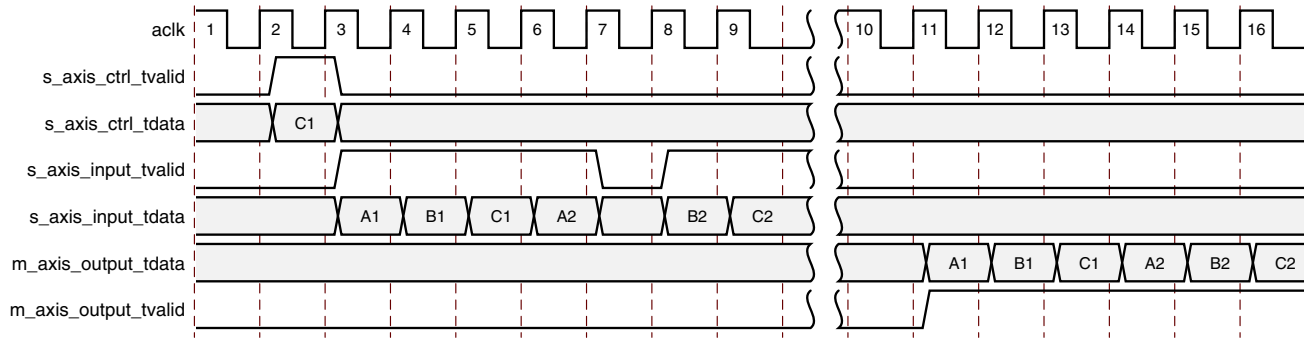 aclk 1 2 3 4 5 6 7 8 9 10 11 12 13 14 15 16
s_axis_ctrl_tvalid
s_axis_ctrl_tdata C1
s_axis_input_tvalid
s_axis_input_tdata A1 B1 C1 A2 B2 C2
m_axis_output_tdata A1 B1 C1 A2 B2 C2
m_axis_output_tvalid